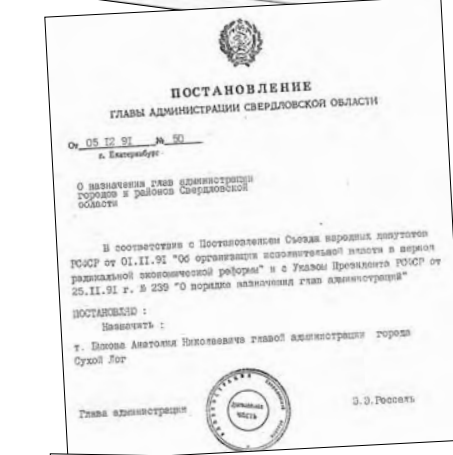 ПОСТАНОВЛЕНИЕ
ГЛАВЫ АДМИНИСТРАЦИИ СВЕРДЛОВСКОЙ ОБЛАСТИ
От 05 12 91 № 50
г. Екатеринбург
О назначении глав администрации
городов и районов Свердловской
области
В соответствие с Постановлением Съезда народных депутатов
РСФСР от 01.11.91 "Об организации исполнительной власти в период
радикальной экономической реформы" и с Указом Президента РСФСР от
25.11.91 г. № 239 "О порядке назначения глав администраций"
ПОСТАНОВЛЯЮ :
Назначить :
т. Анатолия Николаевича главой администрации города
Сухой Лог
Глава администрации Э.Э.Россель
ЧАСТЬ